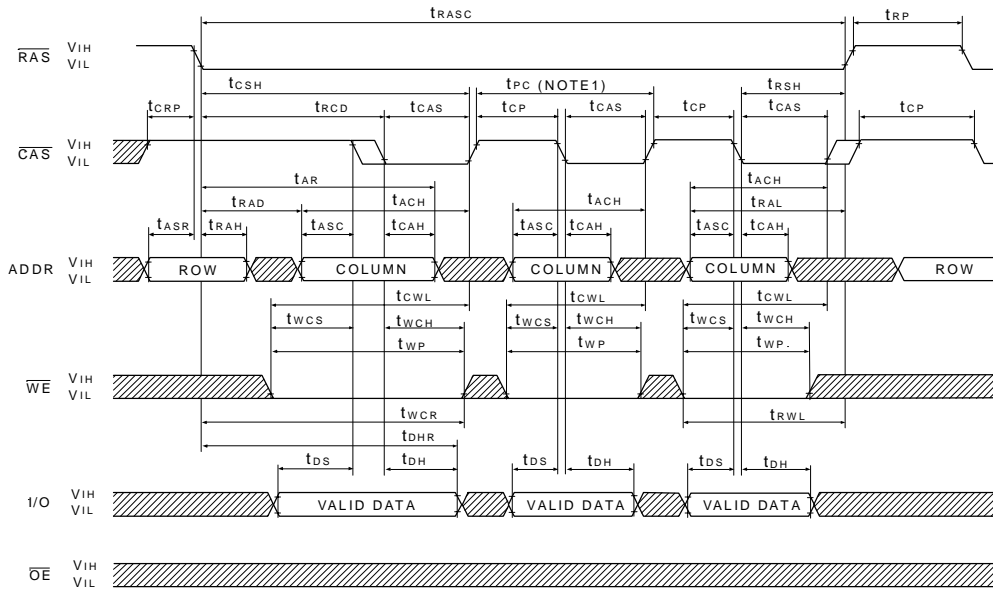 tRASC tRP
RAS VIH
VIL
tCSH tPC (NOTE1) tRSH
tCRP tRCD tCAS tCP tCAS tCP tCAS tCP
CAS VIH
VIL
tAR tACH
tRAD tACH tACH tRAL
tASR tRAH tASC tCAH tASC tCAH tASC tCAH
ADDR VIH
VIL
ROW COLUMN COLUMN COLUMN ROW
tCWL tCWL tCWL
tWCS tWCH tWCS tWCH tWCS tWCH
tWP tWP tWP.
WE VIH
VIL
tWCR tRWL
tDHR
tDS tDH tDS tDH tDS tDH
1/O VIH
VIL
VALID DATA VALID DATA VALID DATA
OE VIH
VIL